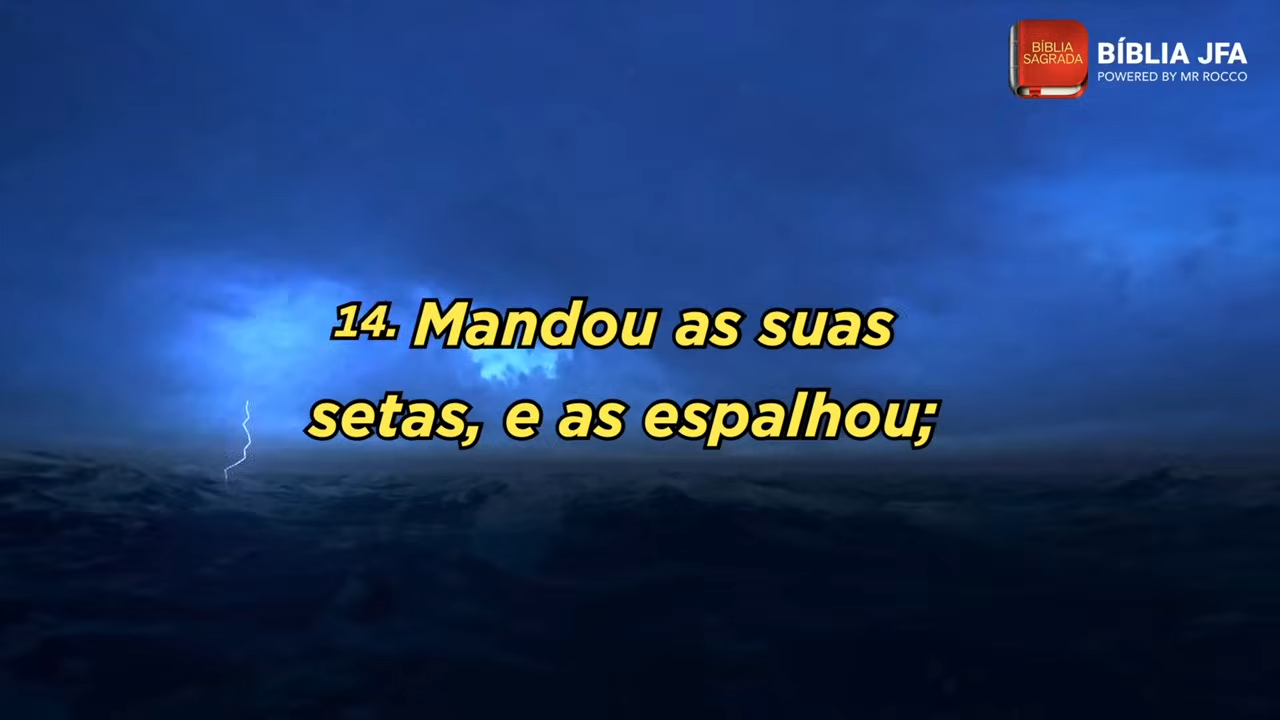 BÍBLIA
SAGRADA
BÍBLIA JFA
POWERED BY MR ROCCO
14. Mandou as suas
setas, e as espalhou;